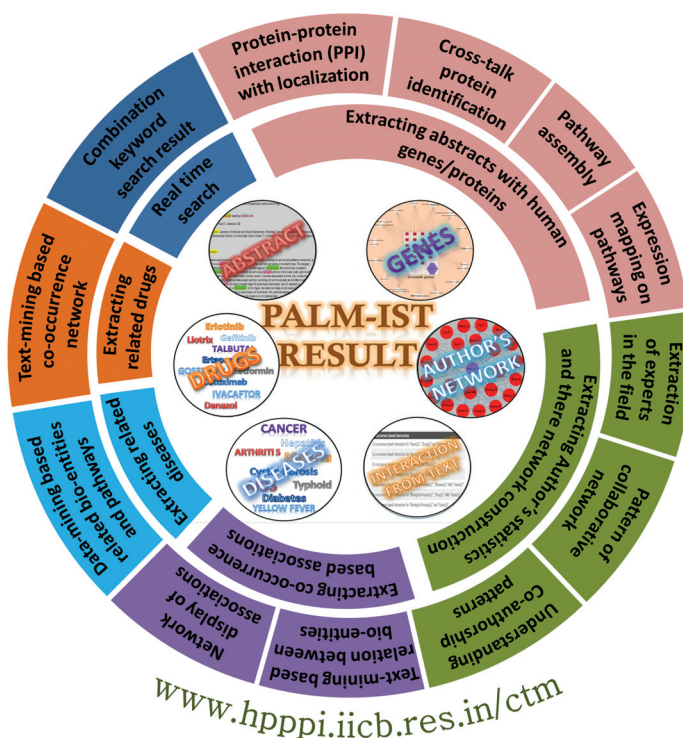 Protein-protein
interaction (PPI)
with localization
Cross-talk
protein
identification
Pathway
assembly
Expression
mapping on
pathways
Extracting abstracts with human
genes/proteins
Extraction
of experts
in the field
Pattern of
collaborative
network
Understanding
Co-authorship
patterns
Extracting Author's statistics
and there network construction
Text-mining based
relation between
bio-entities
Network
display of
associations
Extracting co-occurrence
based associations
Data-mining based
related bio-entities
and pathways
Extracting related
diseases
Text-mining based
co-occurrence
network
Extracting
related drugs
Combination
keyword
search result
Real time
search
ABSTRACT
GENES
PALM-IST
RESULT
Erlotinib
Liotrix Gefitinib
TALBUTAL
DRUGS
IVACAFTOR
Danazol
AUTHOR'S
NETWORK
CANCER
Hepatitis
ARTHRITIS
DISEASES
Typhoid
Diabetes
YELLOW FEVER
INTERACTION
FROM TEXT
www.hpppi.iicb.res.in/ctm